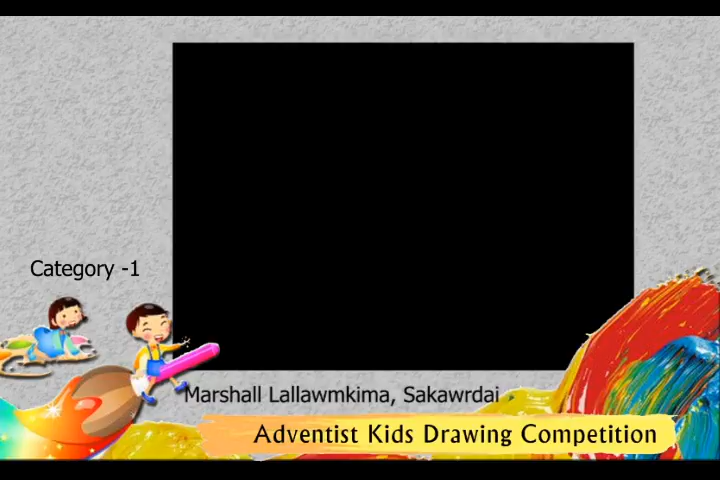 Category -1
Marshall Lallawmkima, Sakawrdai
Adventist Kids Drawing Competition